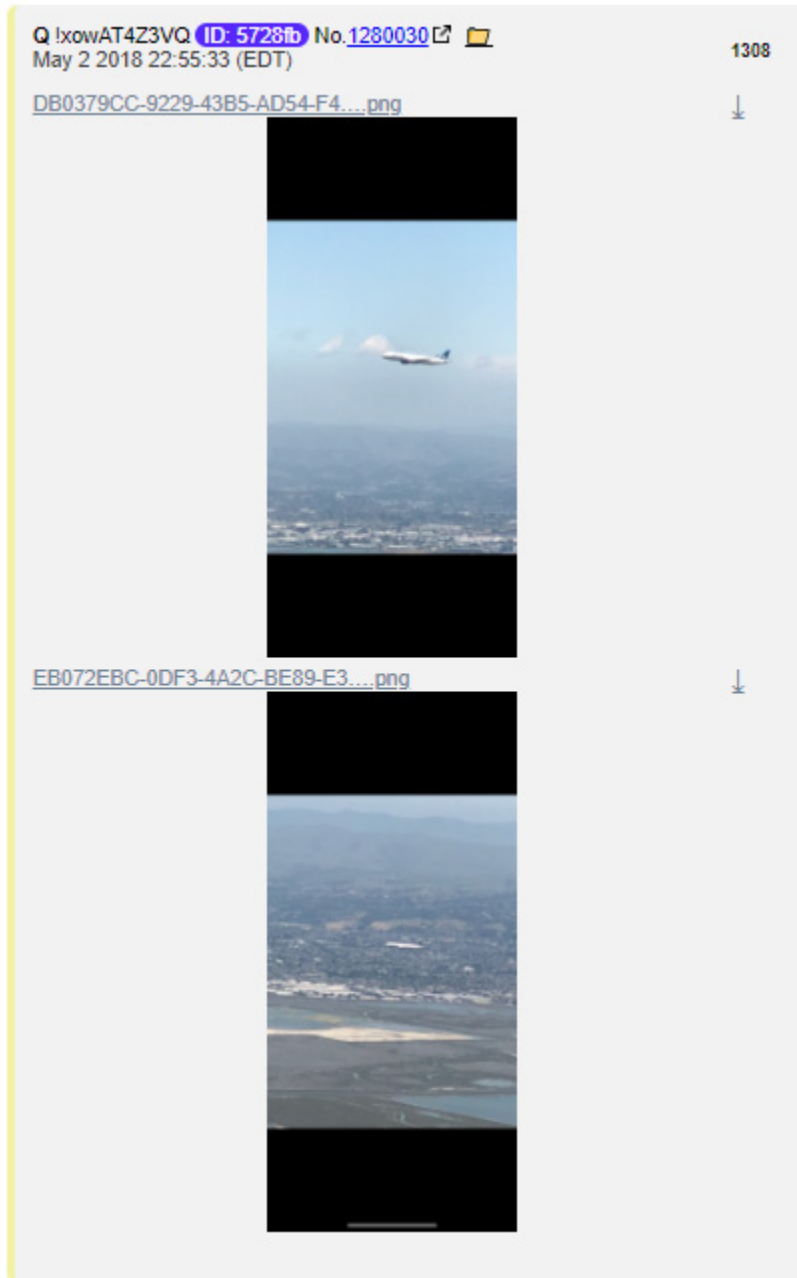 Q !xowAT4Z3VQ ID: 5728fb No.1280030
1308
May 2 2018 22:55:33 (EDT)
DB0379CC-9229-43B5-AD54-F4....png
EB072EBC-0DF3-4A2C-BE89-E3....png